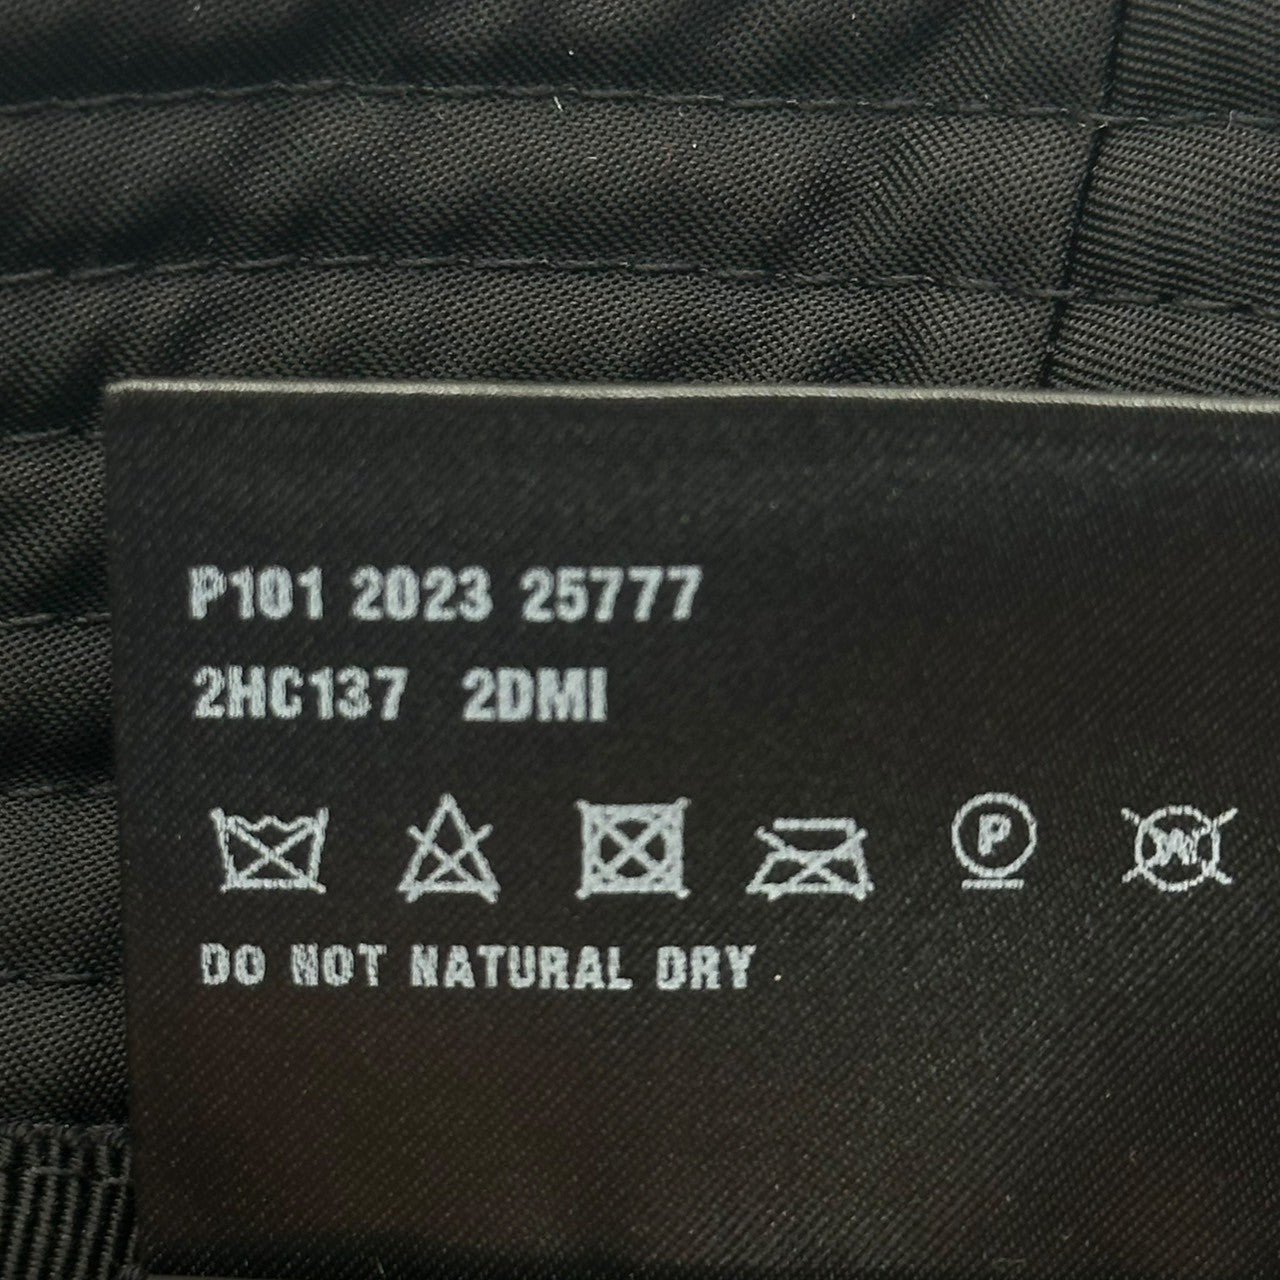 P101 2023 25777
2HC137 2DMI
P W
DO NOT NATURAL DRY